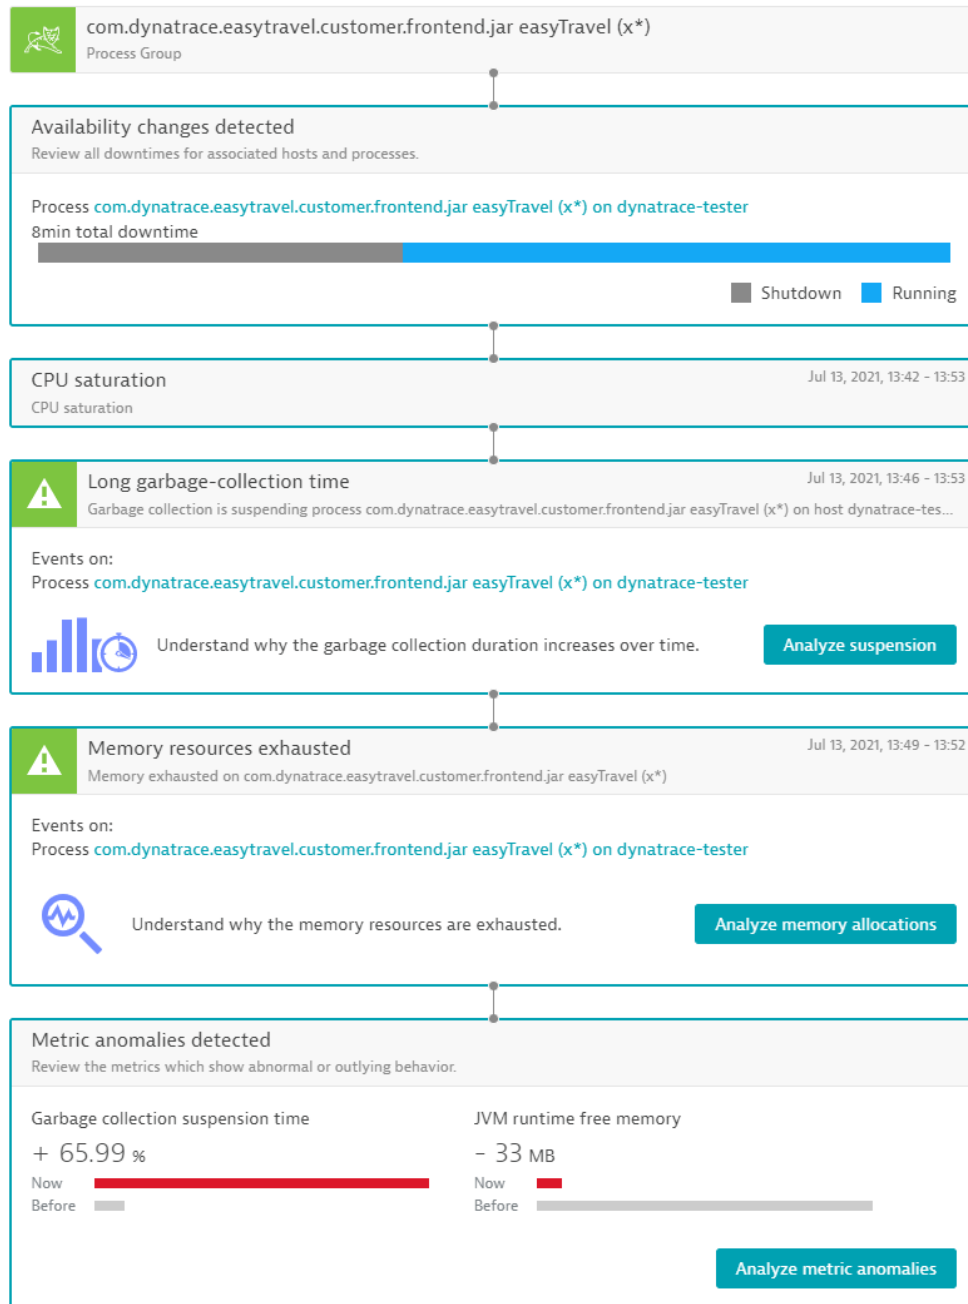 com.dynatrace.easytravel.customer.frontend.jar easyTravel (x*)
Process Group
Availability changes detected
Review all downtimes for associated hosts and processes.
Process com.dynatrace.easytravel.customer.frontend.jar easyTravel (x*) on dynatrace-tester
8min total downtime
Shutdown Running
CPU saturation Jul 13, 2021, 13:42 - 13:53
CPU saturation
Long garbage-collection time Jul 13, 2021, 13:46 - 13:53
Garbage collection is suspending process com.dynatrace.easytravel.customer.frontend.jar easyTravel (x*) on host dynatrace-tes...
Events on:
Process com.dynatrace.easytravel.customer.frontend.jar easyTravel (x*) on dynatrace-tester
Understand why the garbage collection duration increases over time. Analyze suspension
Memory resources exhausted Jul 13, 2021, 13:49 - 13:52
Memory exhausted on com.dynatrace.easytravel.customer.frontend.jar easyTravel (x*)
Events on:
Process com.dynatrace.easytravel.customer.frontend.jar easyTravel (x*) on dynatrace-tester
Understand why the memory resources are exhausted. Analyze memory allocations
Metric anomalies detected
Review the metrics which show abnormal or outlying behavior.
Garbage collection suspension time JVM runtime free memory
+ 65.99 % - 33 MB
Now Now
Before Before
Analyze metric anomalies